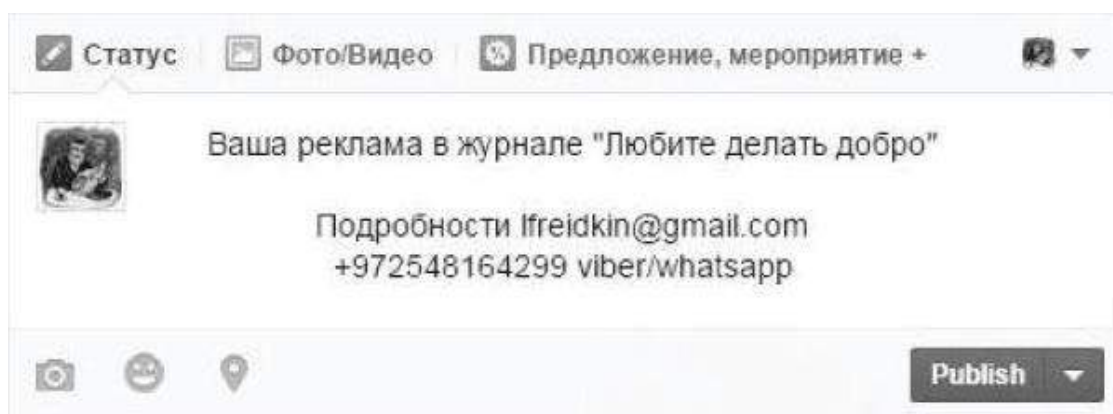 Статус Фото/Видео Предложение, мероприятие +
Ваша реклама в журнале "Любите делать добро"
Подробности lfreidkin@gmail.com
+972548164299 viber/whatsapp
Publish